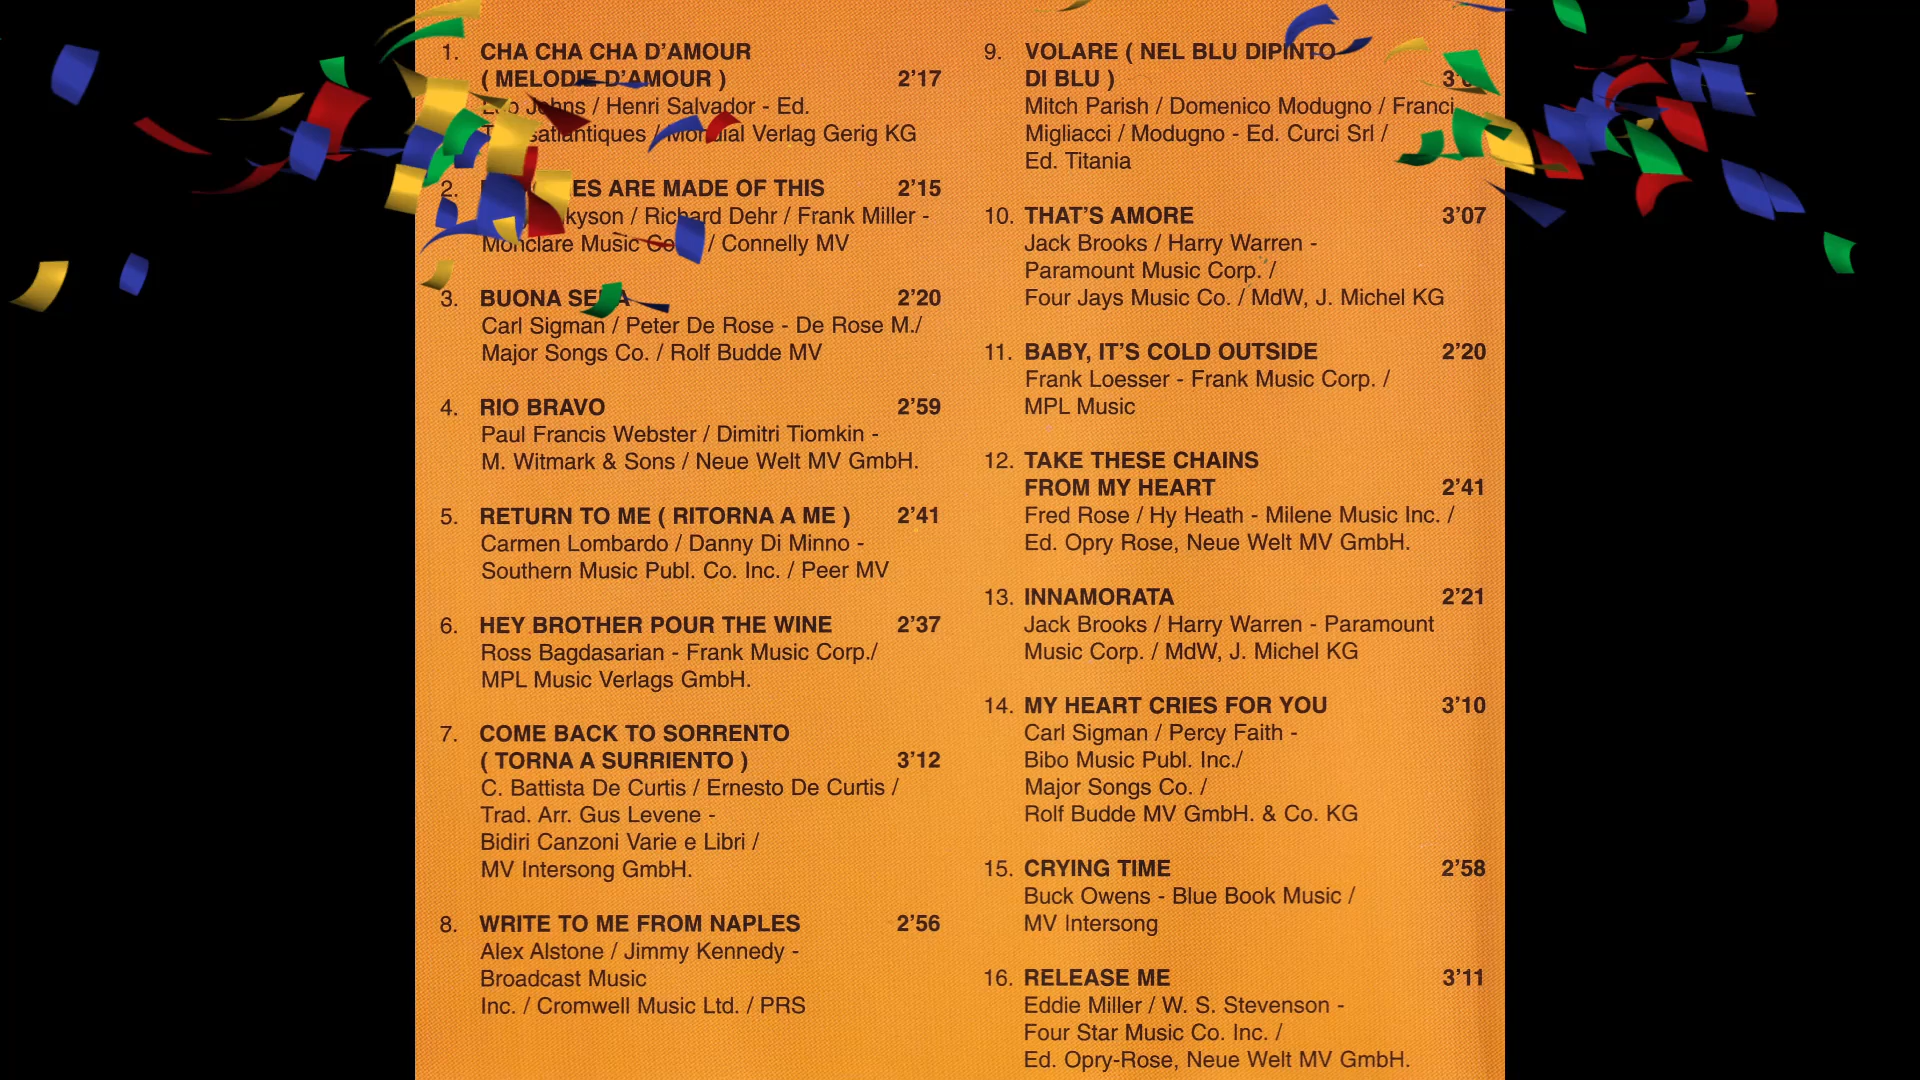 1. CHA CHA CHA D’AMOUR
( MELODIE D’AMOUR ) 2’17
Johns / Henri Salvador - Ed.
Mondial Verlag Gerig KG
2. ARE MADE OF THIS 2’15
/ Richard Dehr / Frank Miller -
Monclare Music / Connelly MV
3. BUONA 2’20
Carl Sigman / Peter De Rose - De Rose M./
Major Songs Co. / Rolf Budde MV
4. RIO BRAVO 2’59
Paul Francis Webster / Dimitri Tiomkin -
M. Witmark & Sons / Neue Welt MV GmbH.
5. RETURN TO ME ( RITORNA A ME ) 2’41
Carmen Lombardo / Danny Di Minno -
Southern Music Publ. Co. Inc. / Peer MV
6. HEY BROTHER POUR THE WINE 2’37
Ross Bagdasarian - Frank Music Corp./
MPL Music Verlags GmbH.
7. COME BACK TO SORRENTO
( TORNA A SURRIENTO ) 3’12
C. Battista De Curtis / Ernesto De Curtis /
Trad. Arr. Gus Levene -
Bidiri Canzoni Varie e Libri /
MV Intersong GmbH.
8. WRITE TO ME FROM NAPLES 2’56
Alex Alstone / Jimmy Kennedy -
Broadcast Music
Inc. / Cromwell Music Ltd. / PRS
9. VOLARE ( NEL BLU DIPINTO
DI BLU )
Mitch Parish / Domenico Modugno / Franci
Migliacci / Modugno - Ed. Curci Srl /
Ed. Titania
10. THAT’S AMORE 3’07
Jack Brooks / Harry Warren -
Paramount Music Corp. /
Four Jays Music Co. / MdW, J. Michel KG
11. BABY, IT’S COLD OUTSIDE 2’20
Frank Loesser - Frank Music Corp. /
MPL Music
12. TAKE THESE CHAINS
FROM MY HEART 2’41
Fred Rose / Hy Heath - Milene Music Inc. /
Ed. Opry Rose, Neue Welt MV GmbH.
13. INNAMORATA 2’21
Jack Brooks / Harry Warren - Paramount
Music Corp. / MdW, J. Michel KG
14. MY HEART CRIES FOR YOU 3’10
Carl Sigman / Percy Faith -
Bibo Music Publ. Inc./
Major Songs Co. /
Rolf Budde MV GmbH. & Co. KG
15. CRYING TIME 2’58
Buck Owens - Blue Book Music /
MV Intersong
16. RELEASE ME 3’11
Eddie Miller / W. S. Stevenson -
Four Star Music Co. Inc. /
Ed. Opry-Rose, Neue Welt MV GmbH.